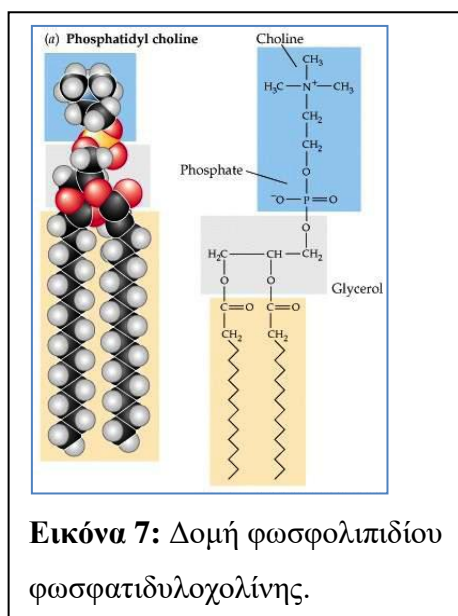 (a) Phosphatidyl choline
Choline
CH₃
H₃C—N⁺—CH₃
CH₂
CH₂
O
Phosphate
⁻O—P=O
O
H₂C—CH—CH₂
Glycerol
O O
C=O C=O
CH₂ CH₂
Εικόνα 7: Δομή φωσφολιπιδίου
φωσφατιδυλοχολίνης.